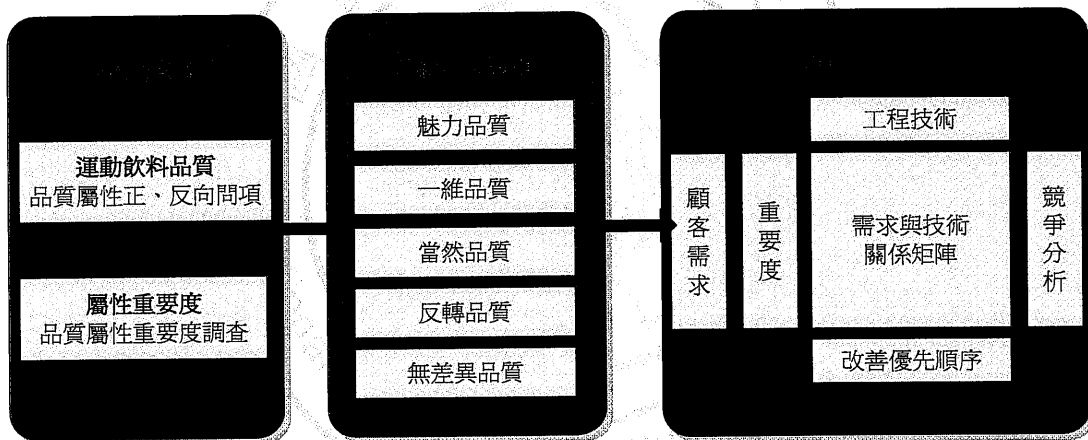 運動飲料品質
品質屬性正、反向問項
屬性重要度
品質屬性重要度調查
魅力品質
一維品質
當然品質
反轉品質
無差異品質
工程技術
顧客需求
重要度
需求與技術
關係矩陣
競爭分析
改善優先順序